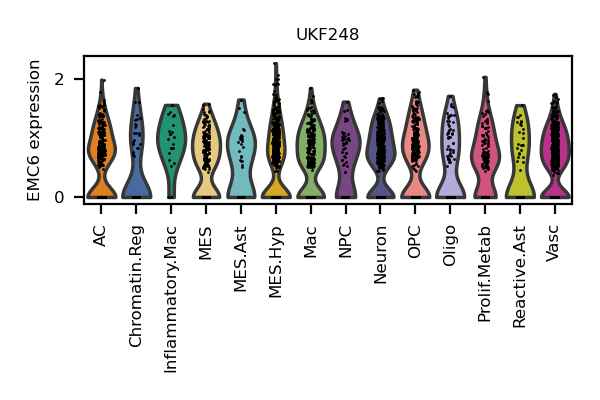 UKF248
EMC6 expression
2
0
AC
Chromatin.Reg
Inflammatory.Mac
MES
MES.Ast
MES.Hyp
Mac
NPC
Neuron
OPC
Oligo
Prolif.Metab
Reactive.Ast
Vasc